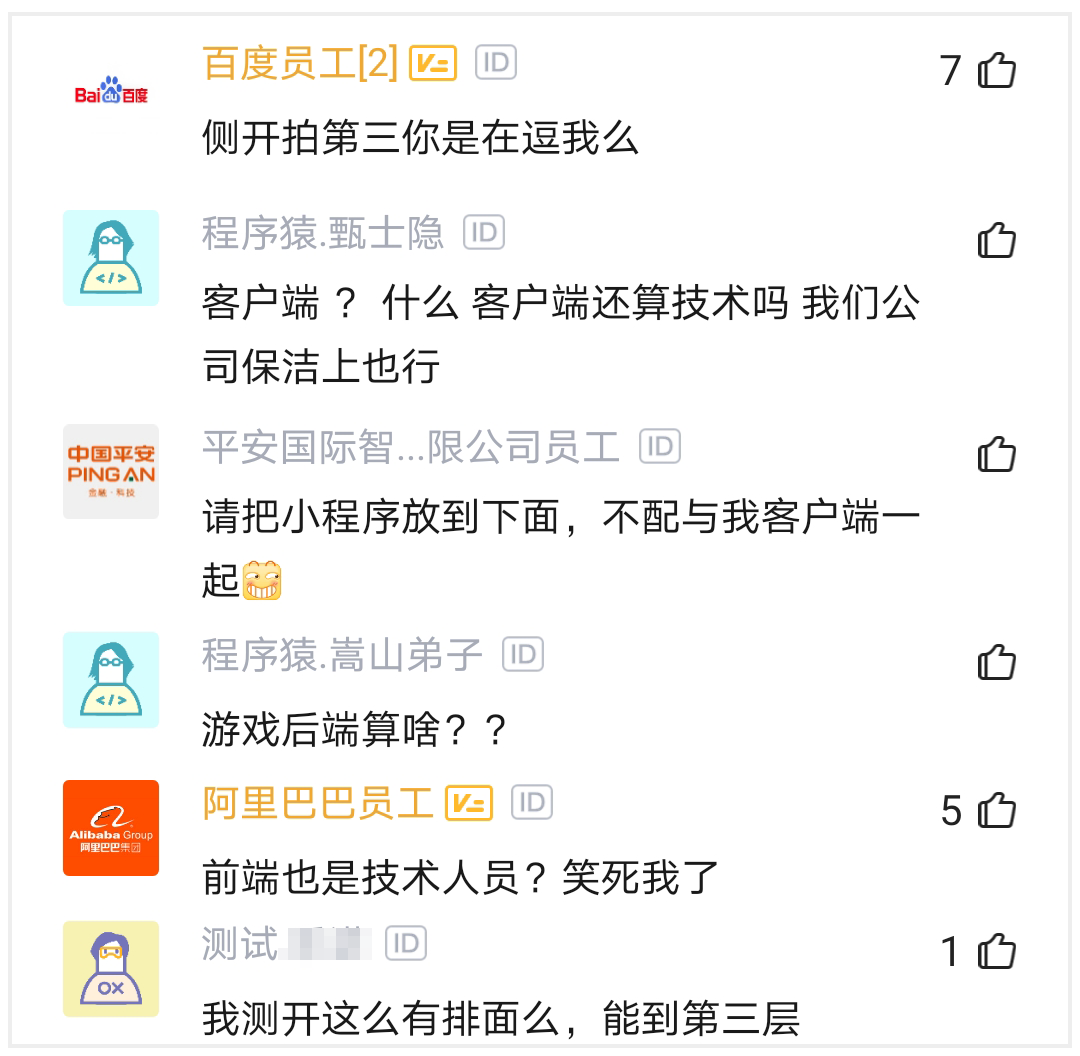 百度员工[2] V= ID
7
Bai du 百度
侧开拍第三你是在逗我么
程序猿.甄士隐 ID
</>
客户端 ？ 什么 客户端还算技术吗 我们公
司保洁上也行
平安国际智...限公司员工 ID
中国平安
PING AN
金融·科技
请把小程序放到下面，不配与我客户端一
起
程序猿.嵩山弟子 ID
</>
游戏后端算啥？？
阿里巴巴员工 V= ID
5
Alibaba Group
阿里巴巴集团
前端也是技术人员？笑死我了
测试 ID
1
OX
我测开这么有排面么，能到第三层